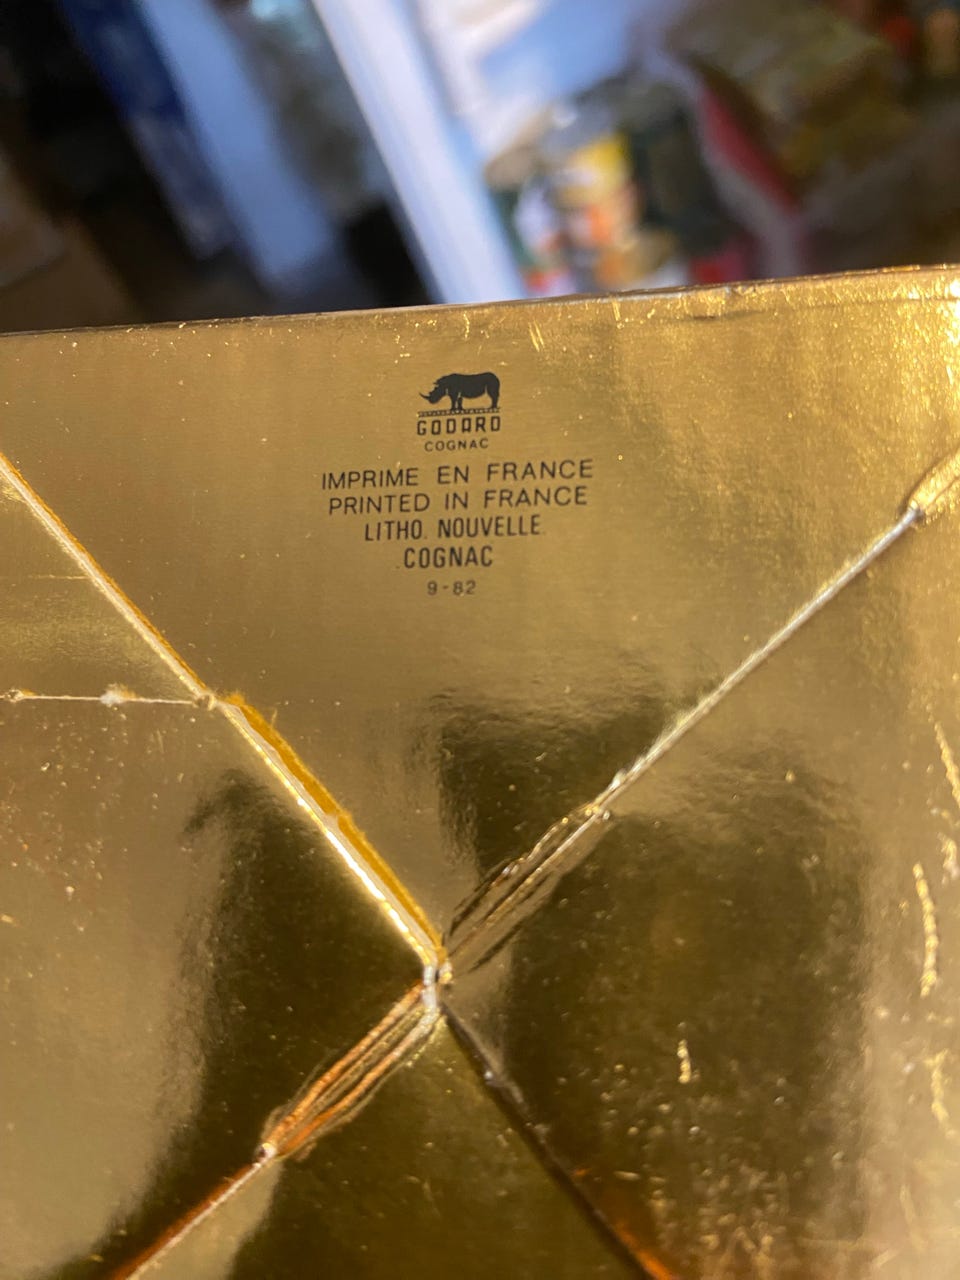 GODARD
COGNAC
IMPRIME EN FRANCE
PRINTED IN FRANCE
LITHO. NOUVELLE.
COGNAC
9-82